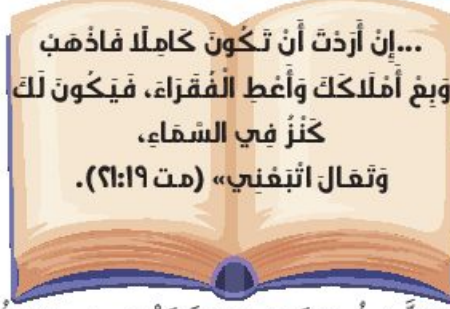 ...إِنْ أَرَدْتَ أَنْ تَكُونَ كَامِلًا فَاذْهَبْ
وَبِعْ أَمْلَاكَكَ وَأَعْطِ الْفُقَرَاءَ، فَيَكُونَ لَكَ
كَنْزٌ فِي السَّمَاءِ،
وَتَعَالَ اتْبَعْنِي» (مت ٢١:١٩).